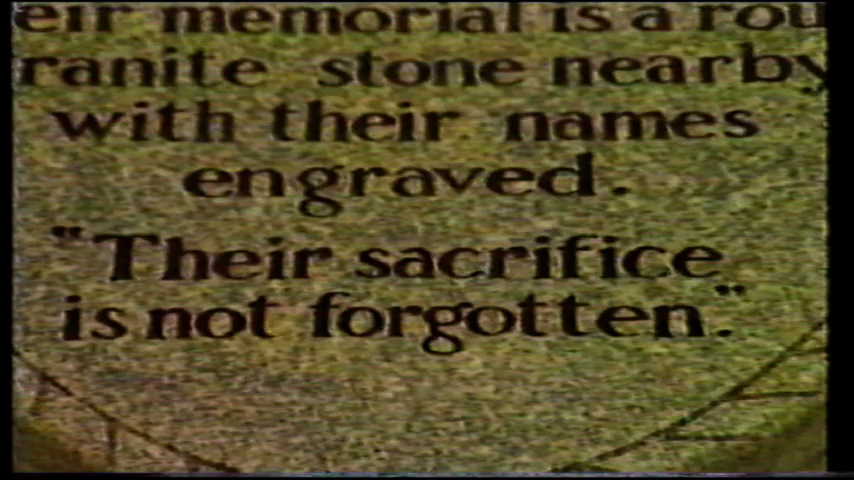 eir memorial is a rou
ranite stone nearby
with their names
engraved.
"Their sacrifice
is not forgotten."